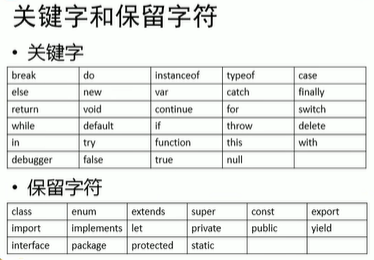 关键字和保留字符
• 关键字
break do instanceof typeof case
else new var catch finally
return void continue for switch
while default if throw delete
in try function this with
debugger false true null
• 保留字符
class enum extends super const export
import implements let private public yield
interface package protected static